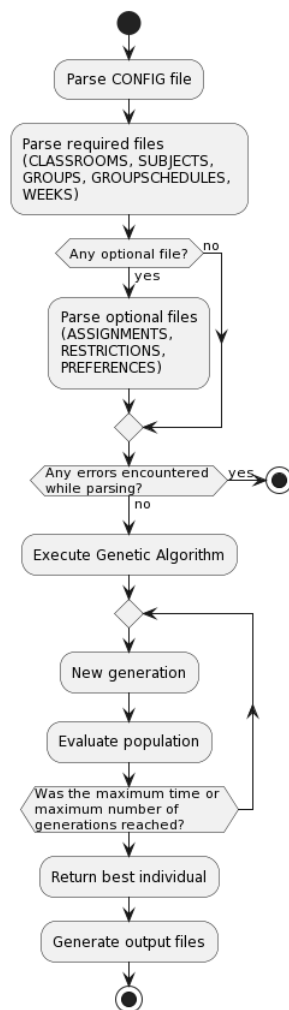 Parse CONFIG file
Parse required files
(CLASSROOMS, SUBJECTS,
GROUPS, GROUPSCHEDULES,
WEEKS)
Any optional file?
no
yes
Parse optional files
(ASSIGNMENTS,
RESTRICTIONS,
PREFERENCES)
Any errors encountered
while parsing?
yes
no
Execute Genetic Algorithm
New generation
Evaluate population
Was the maximum time or
maximum number of
generations reached?
Return best individual
Generate output files